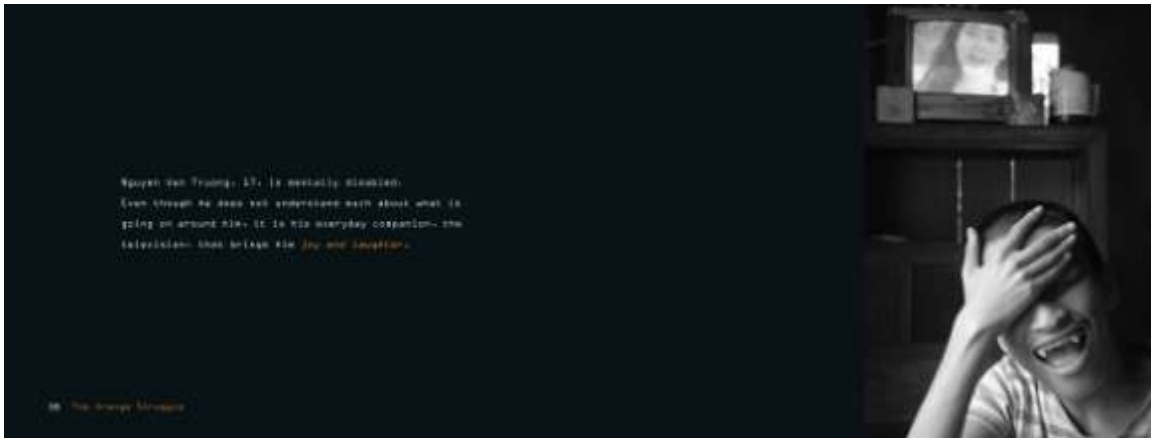 Nguyen Van Truong, 17, is mentally disabled.
Even though he does not understand much about what is
going on around him, it is his everyday companion, the
television, that brings him joy and laughter.
The Orange Struggle